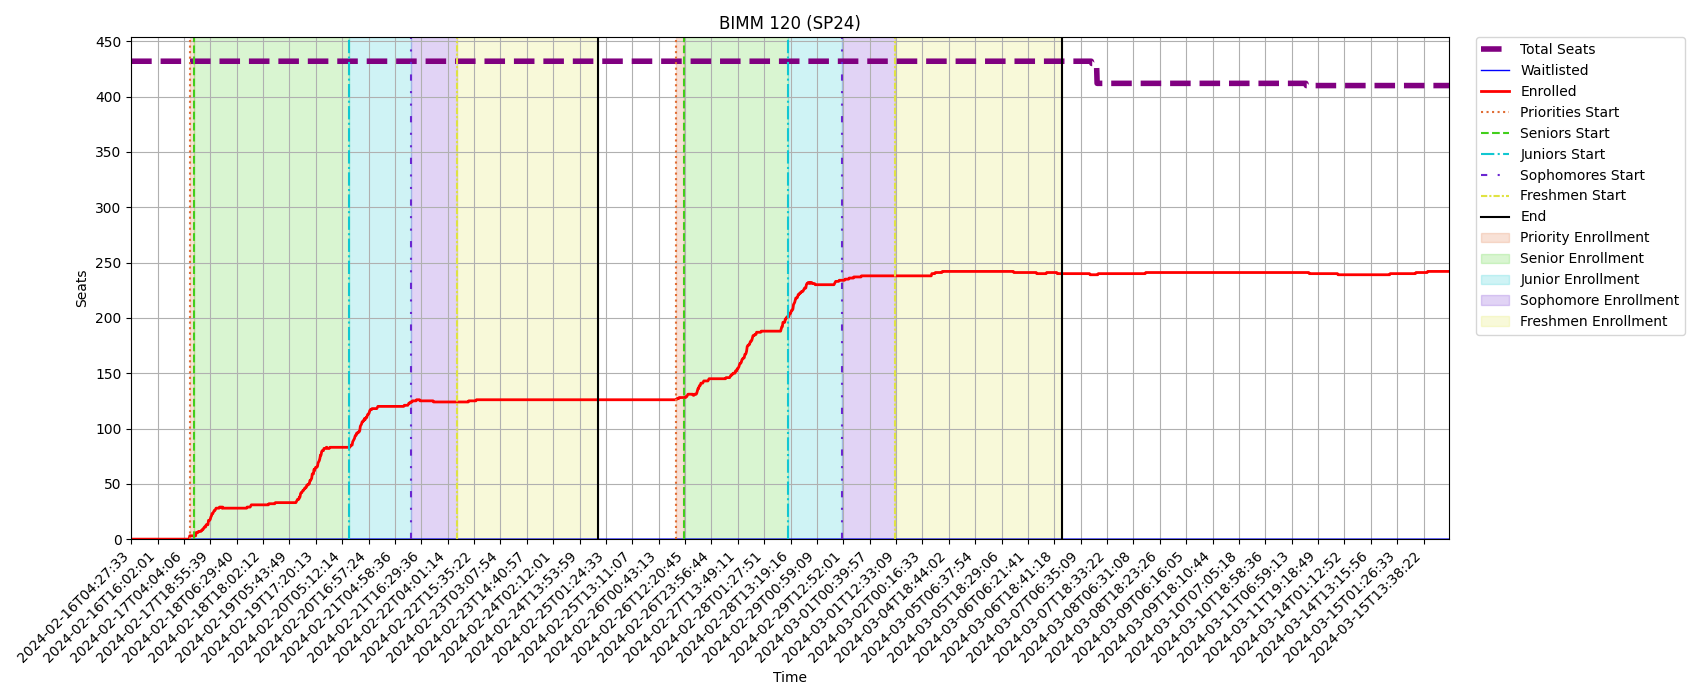 BIMM 120 (SP24)
Seats
450
400
350
300
250
200
150
100
50
0
2024-02-16T04:27:33
2024-02-16T16:02:01
2024-02-17T04:04:06
2024-02-17T18:55:39
2024-02-18T06:29:40
2024-02-18T18:02:12
2024-02-19T05:43:49
2024-02-19T17:20:13
2024-02-20T05:12:14
2024-02-20T16:57:24
2024-02-21T04:58:36
2024-02-21T16:29:36
2024-02-22T04:01:14
2024-02-22T15:35:22
2024-02-23T03:07:54
2024-02-23T14:40:57
2024-02-24T02:12:01
2024-02-24T13:53:59
2024-02-25T01:24:33
2024-02-25T13:11:07
2024-02-26T00:43:13
2024-02-26T12:20:45
2024-02-26T23:56:44
2024-02-27T13:49:11
2024-02-28T01:27:51
2024-02-28T13:19:16
2024-02-29T00:59:09
2024-02-29T12:52:01
2024-03-01T00:39:57
2024-03-01T12:33:09
2024-03-02T00:16:33
2024-03-04T18:44:02
2024-03-05T06:37:54
2024-03-05T18:29:06
2024-03-06T06:21:41
2024-03-06T18:41:18
2024-03-07T06:35:09
2024-03-07T18:33:22
2024-03-08T06:31:08
2024-03-08T18:23:26
2024-03-09T06:16:05
2024-03-09T18:10:44
2024-03-10T07:05:18
2024-03-10T18:58:36
2024-03-11T06:59:13
2024-03-11T19:18:49
2024-03-14T01:12:52
2024-03-14T13:15:56
2024-03-15T01:26:33
2024-03-15T13:38:22
Time
Total Seats
Waitlisted
Enrolled
Priorities Start
Seniors Start
Juniors Start
Sophomores Start
Freshmen Start
End
Priority Enrollment
Senior Enrollment
Junior Enrollment
Sophomore Enrollment
Freshmen Enrollment